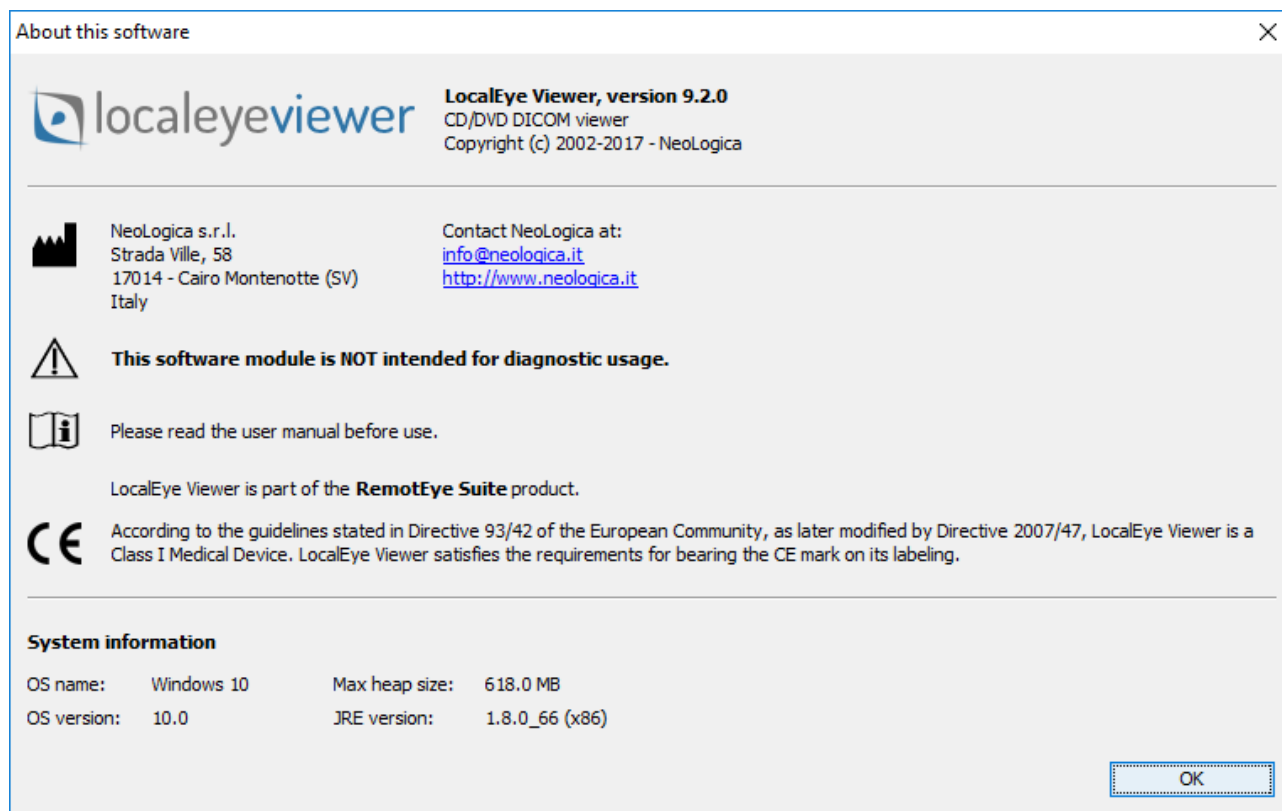 About this software
localeyeviewer
LocalEye Viewer, version 9.2.0
CD/DVD DICOM viewer
Copyright (c) 2002-2017 - NeoLogica
NeoLogica s.r.l.
Strada Ville, 58
17014 - Cairo Montenotte (SV)
Italy
Contact NeoLogica at:
info@neologica.it
http://www.neologica.it
This software module is NOT intended for diagnostic usage.
Please read the user manual before use.
LocalEye Viewer is part of the RemotEye Suite product.
CE
According to the guidelines stated in Directive 93/42 of the European Community, as later modified by Directive 2007/47, LocalEye Viewer is a
Class I Medical Device. LocalEye Viewer satisfies the requirements for bearing the CE mark on its labeling.
System information
OS name: Windows 10 Max heap size: 618.0 MB
OS version: 10.0 JRE version: 1.8.0_66 (x86)
OK